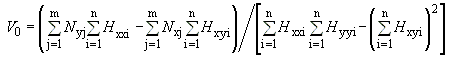 V₀ = ( ∑_{j=1}^{m} N_{yj} ∑_{i=1}^{n} H_{xxi} − ∑_{j=1}^{m} N_{xj} ∑_{i=1}^{n} H_{xyi} ) / [ ∑_{i=1}^{n} H_{xxi} ∑_{i=1}^{n} H_{yyi} − ( ∑_{i=1}^{n} H_{xyi} )² ]